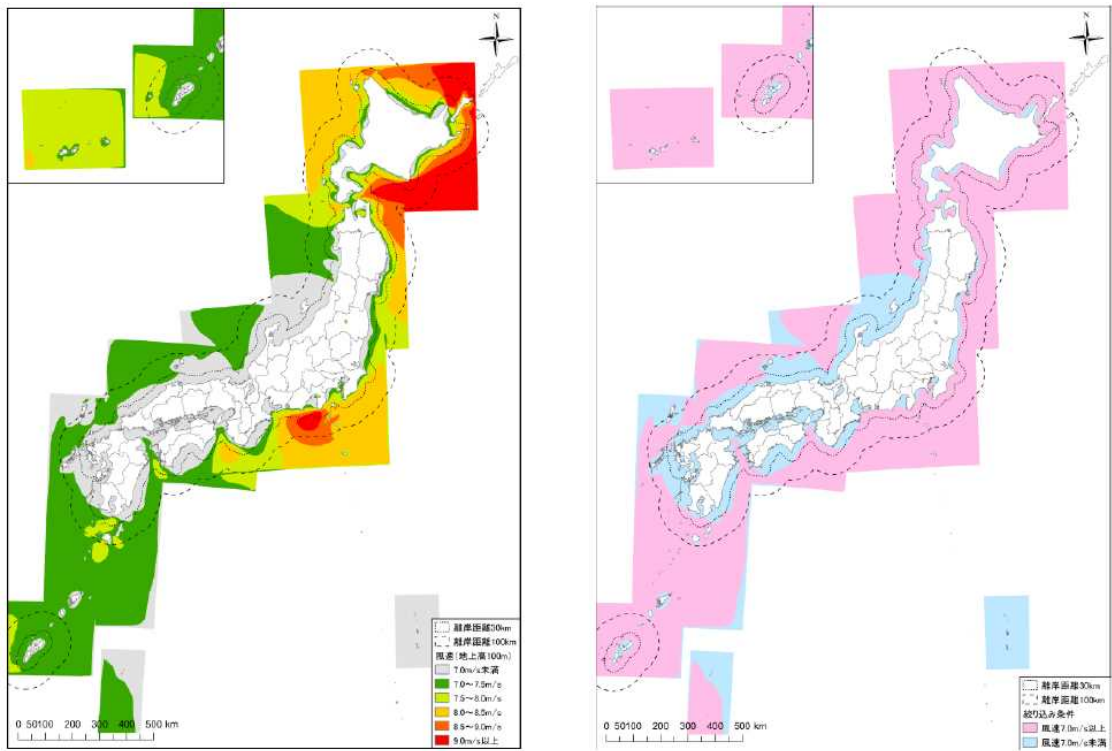 N
離岸距離30km
離岸距離100km
風速(地上高100m)
7.0m/s未満
7.0~7.5m/s
7.5~8.0m/s
8.0~8.5m/s
8.5~9.0m/s
9.0m/s以上
0 50100 200 300 400 500 km
N
離岸距離30km
離岸距離100km
絞り込み条件
風速7.0m/s以上
風速7.0m/s未満
0 50100 200 300 400 500 km